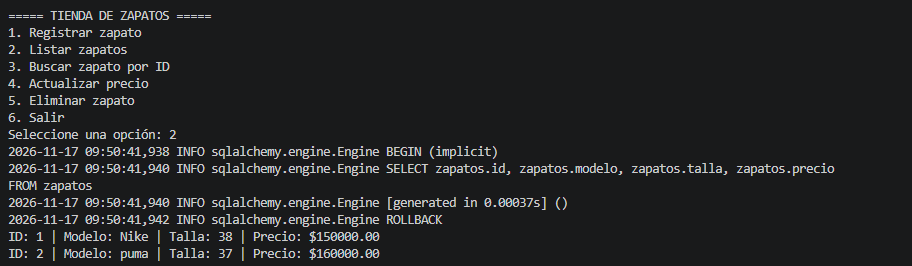 ===== TIENDA DE ZAPATOS =====
1. Registrar zapato
2. Listar zapatos
3. Buscar zapato por ID
4. Actualizar precio
5. Eliminar zapato
6. Salir
Seleccione una opción: 2
2026-11-17 09:50:41,938 INFO sqlalchemy.engine.Engine BEGIN (implicit)
2026-11-17 09:50:41,940 INFO sqlalchemy.engine.Engine SELECT zapatos.id, zapatos.modelo, zapatos.talla, zapatos.precio
FROM zapatos
2026-11-17 09:50:41,940 INFO sqlalchemy.engine.Engine [generated in 0.00037s] ()
2026-11-17 09:50:41,942 INFO sqlalchemy.engine.Engine ROLLBACK
ID: 1 | Modelo: Nike | Talla: 38 | Precio: $150000.00
ID: 2 | Modelo: puma | Talla: 37 | Precio: $160000.00